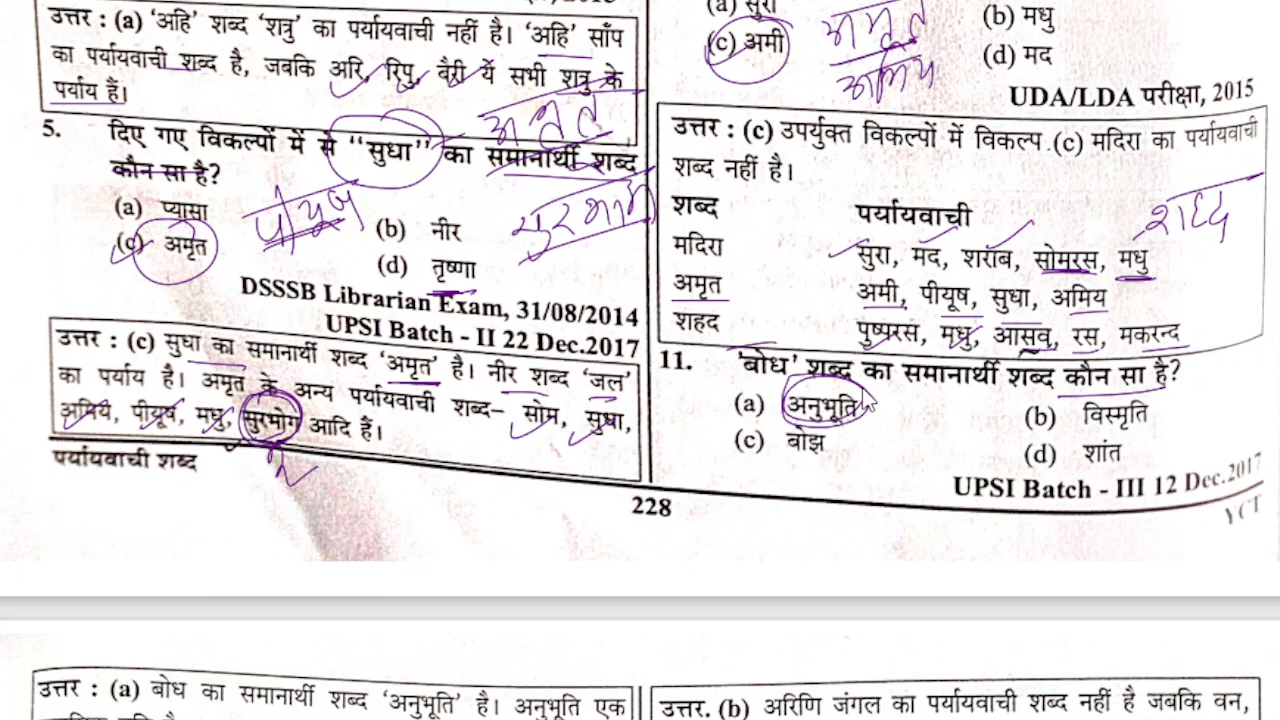 उत्तर : (a) 'अहि' शब्द 'शत्रु' का पर्यायवाची नहीं है। 'अहि' साँप
का पर्यायवाची शब्द है, जबकि अरि, रिपु, बैरी ये सभी शत्रु के
पर्याय हैं।
अमृत
5. दिए गए विकल्पों में से "सुधा" का समानार्थी शब्द
कौन सा है?
(a) प्यासा
पीयूष
(b) नीर
(c) अमृत
(d) तृष्णा
DSSSB Librarian Exam, 31/08/2014
UPSI Batch - II 22 Dec.2017
उत्तर : (c) सुधा का समानार्थी शब्द 'अमृत' है। नीर शब्द 'जल'
का पर्याय है। अमृत के अन्य पर्यायवाची शब्द– सोम, सुधा,
अमिय, पीयूष, मधु, सुरभोग आदि हैं।
पर्यायवाची शब्द
228
(a) सुरा
(b) मधु
(c) अमी
अमृत
अमिय
(d) मद
UDA/LDA परीक्षा, 2015
उत्तर : (c) उपर्युक्त विकल्पों में विकल्प (c) मदिरा का पर्यायवाची
शब्द नहीं है।
शब्द पर्यायवाची
शहद
मदिरा सुरा, मद, शराब, सोमरस, मधु
अमृत अमी, पीयूष, सुधा, अमिय
शहद पुष्परस, मधु, आसव, रस, मकरन्द
11. 'बोध' शब्द का समानार्थी शब्द कौन सा है?
(a) अनुभूति
(b) विस्मृति
(c) बोझ
(d) शांत
UPSI Batch - III 12 Dec.2017
YCT
उत्तर : (a) बोध का समानार्थी शब्द 'अनुभूति' है। अनुभूति एक
उत्तर. (b) अरिणि जंगल का पर्यायवाची शब्द नहीं है जबकि वन,